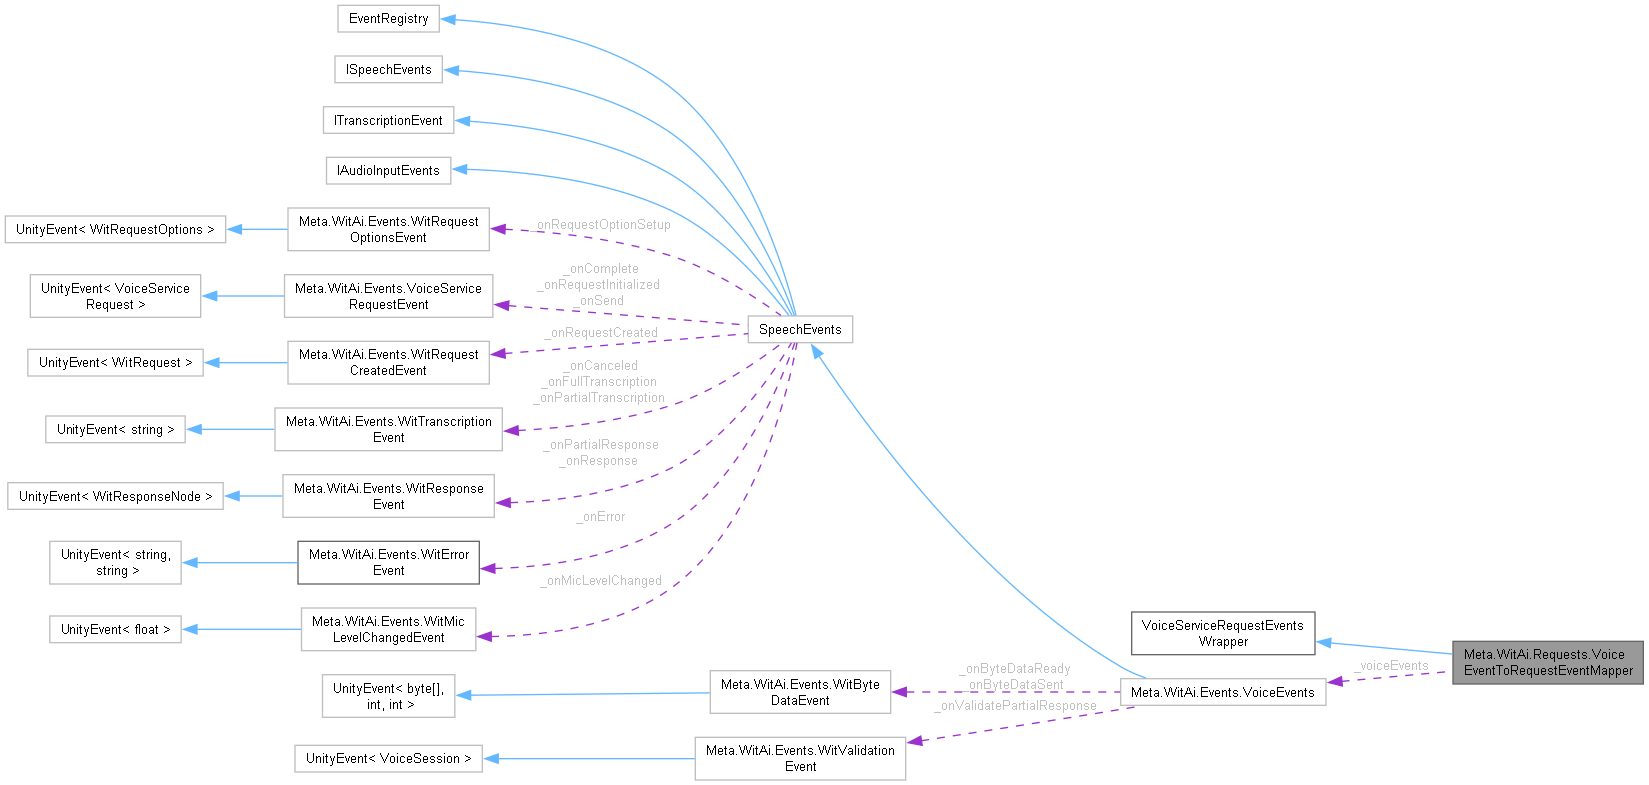 EventRegistry
ISpeechEvents
ITranscriptionEvent
IAudioInputEvents
UnityEvent< WitRequestOptions >
Meta.WitAi.Events.WitRequest
OptionsEvent
_onRequestOptionSetup
UnityEvent< VoiceService
Request >
Meta.WitAi.Events.VoiceService
RequestEvent
_onComplete
_onRequestInitialized
_onSend
SpeechEvents
UnityEvent< WitRequest >
Meta.WitAi.Events.WitRequest
CreatedEvent
_onRequestCreated
UnityEvent< string >
Meta.WitAi.Events.WitTranscription
Event
_onCanceled
_onFullTranscription
_onPartialTranscription
UnityEvent< WitResponseNode >
Meta.WitAi.Events.WitResponse
Event
_onPartialResponse
_onResponse
UnityEvent< string,
string >
Meta.WitAi.Events.WitError
Event
_onError
UnityEvent< float >
Meta.WitAi.Events.WitMic
LevelChangedEvent
_onMicLevelChanged
VoiceServiceRequestEvents
Wrapper
Meta.WitAi.Requests.Voice
EventToRequestEventMapper
_voiceEvents
UnityEvent< byte[],
int, int >
Meta.WitAi.Events.WitByte
DataEvent
_onByteDataReady
_onByteDataSent
Meta.WitAi.Events.VoiceEvents
_onValidatePartialResponse
UnityEvent< VoiceSession >
Meta.WitAi.Events.WitValidation
Event